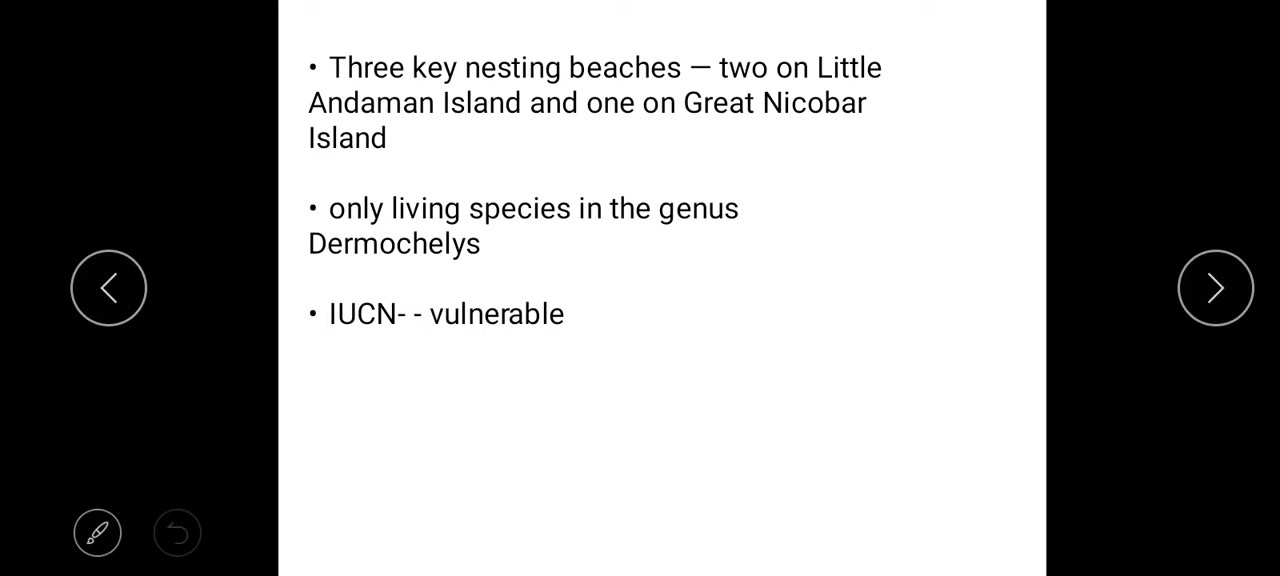 • Three key nesting beaches — two on Little
Andaman Island and one on Great Nicobar
Island
• only living species in the genus
Dermochelys
• IUCN- - vulnerable